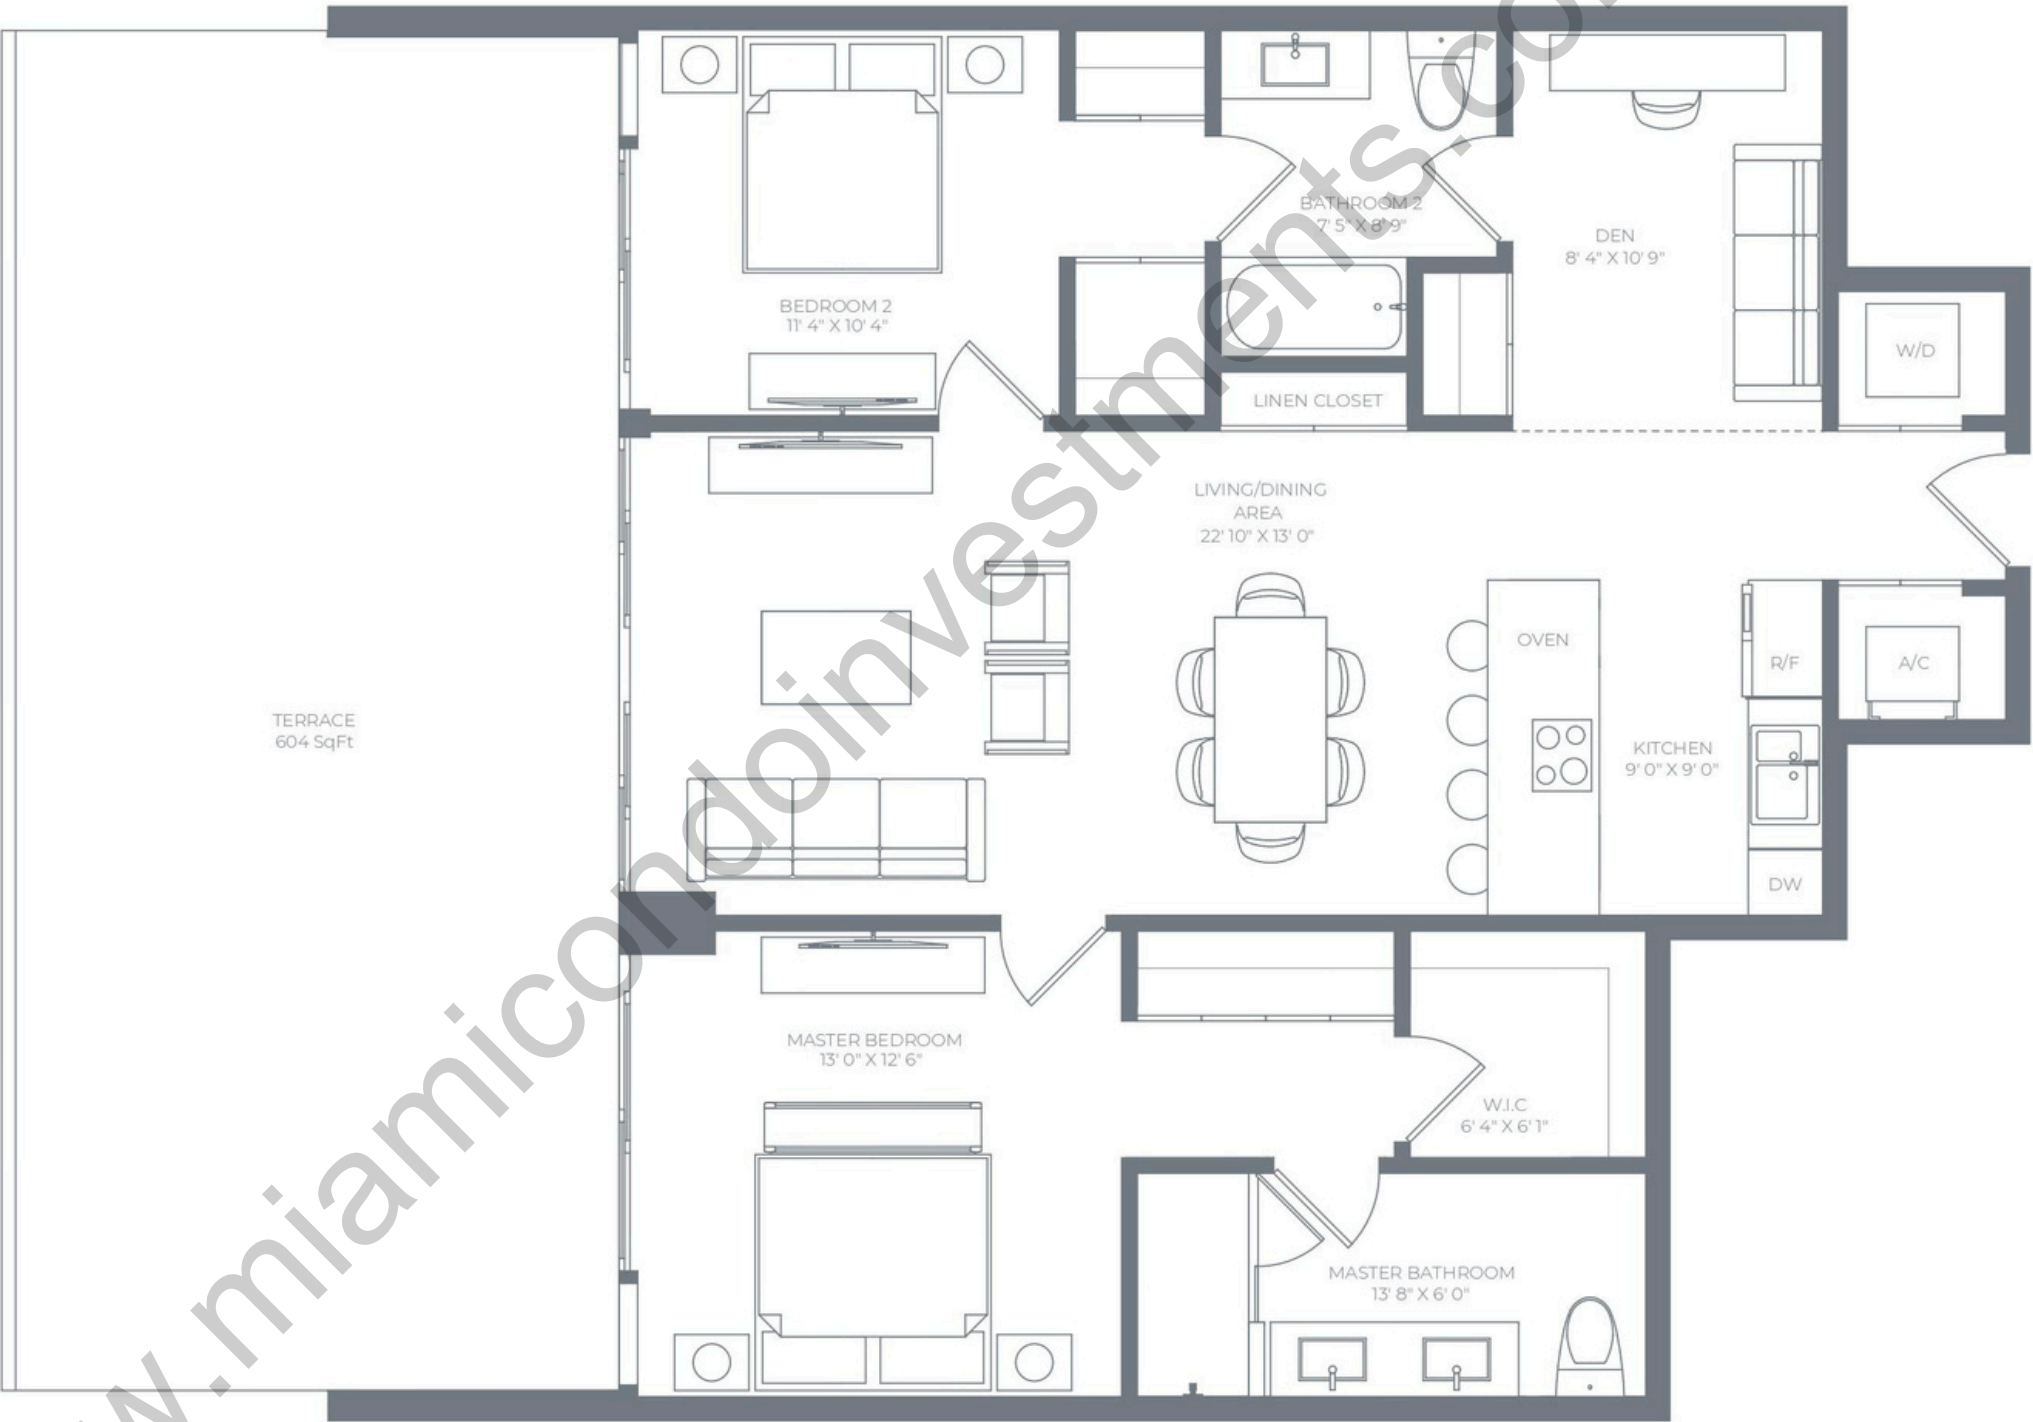 BATHROOM 2
7' 5" X 8' 9"
DEN
8' 4" X 10' 9"
BEDROOM 2
11' 4" X 10' 4"
W/D
LINEN CLOSET
LIVING/DINING
AREA
22' 10" X 13' 0"
OVEN
R/F
A/C
TERRACE
604 SqFt
KITCHEN
9' 0" X 9' 0"
DW
MASTER BEDROOM
13' 0" X 12' 6"
W.I.C
6' 4" X 6' 1"
MASTER BATHROOM
13' 8" X 6' 0"
w.miamicondoinvestments.co